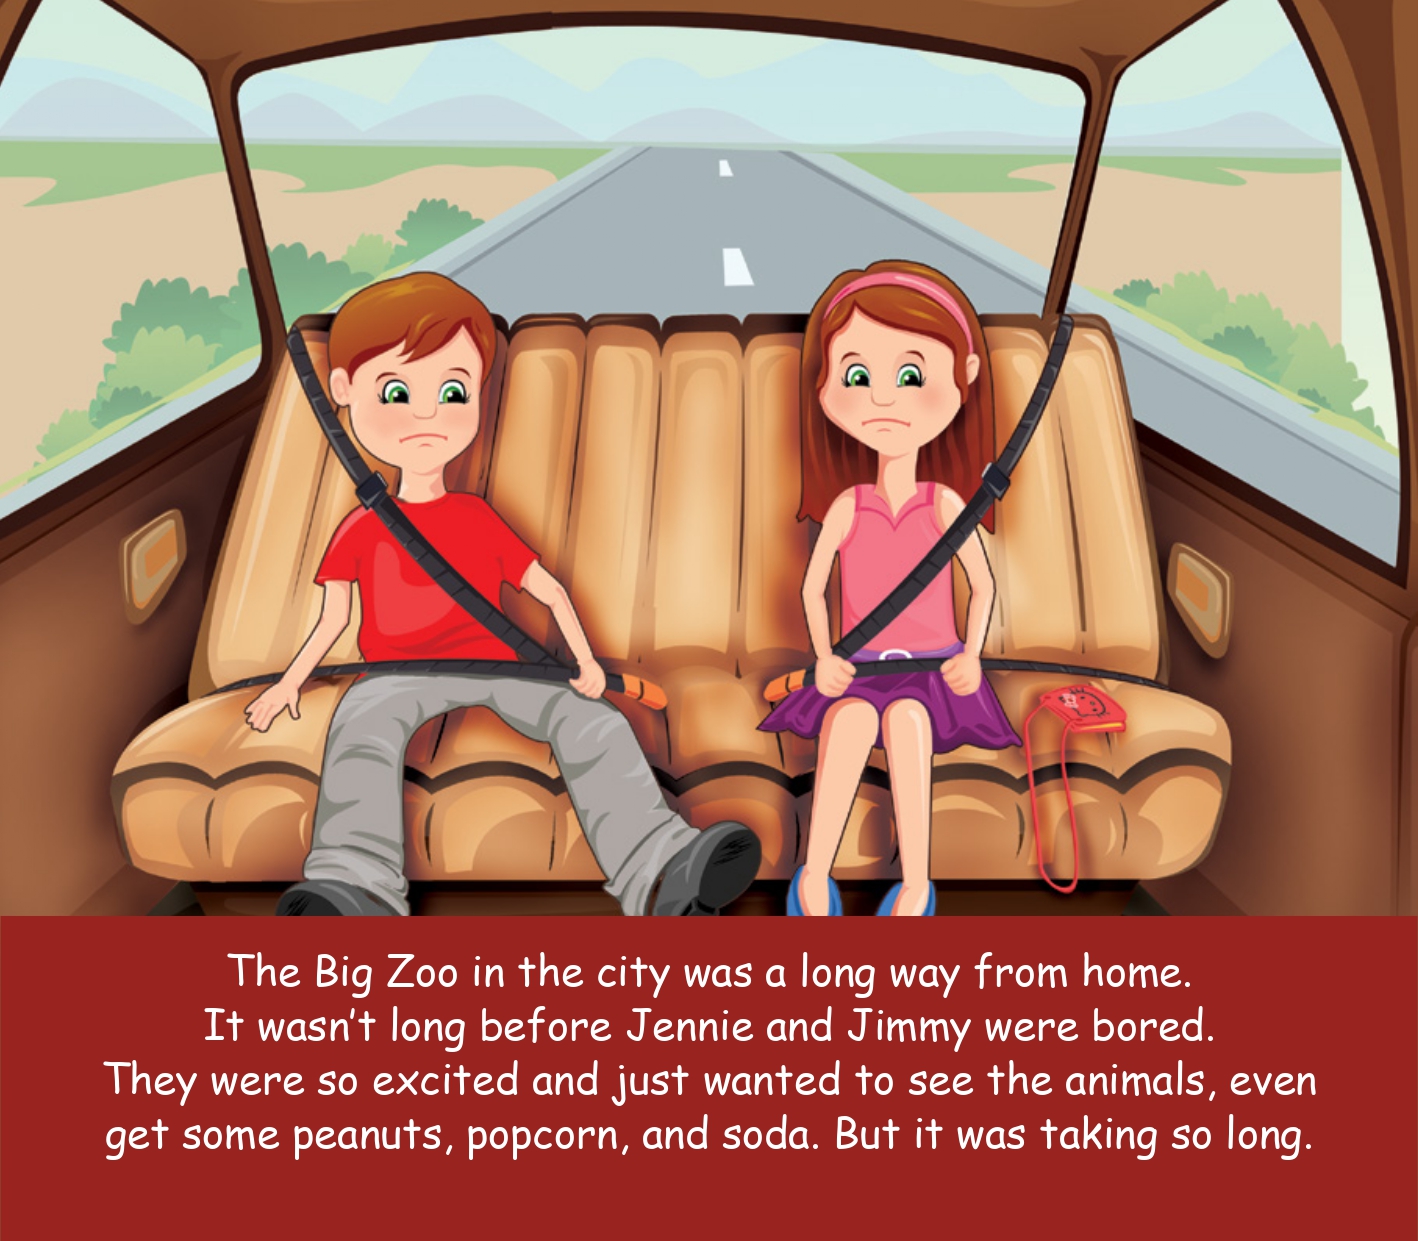 The Big Zoo in the city was a long way from home.
It wasn't long before Jennie and Jimmy were bored.
They were so excited and just wanted to see the animals, even
get some peanuts, popcorn, and soda. But it was taking so long.